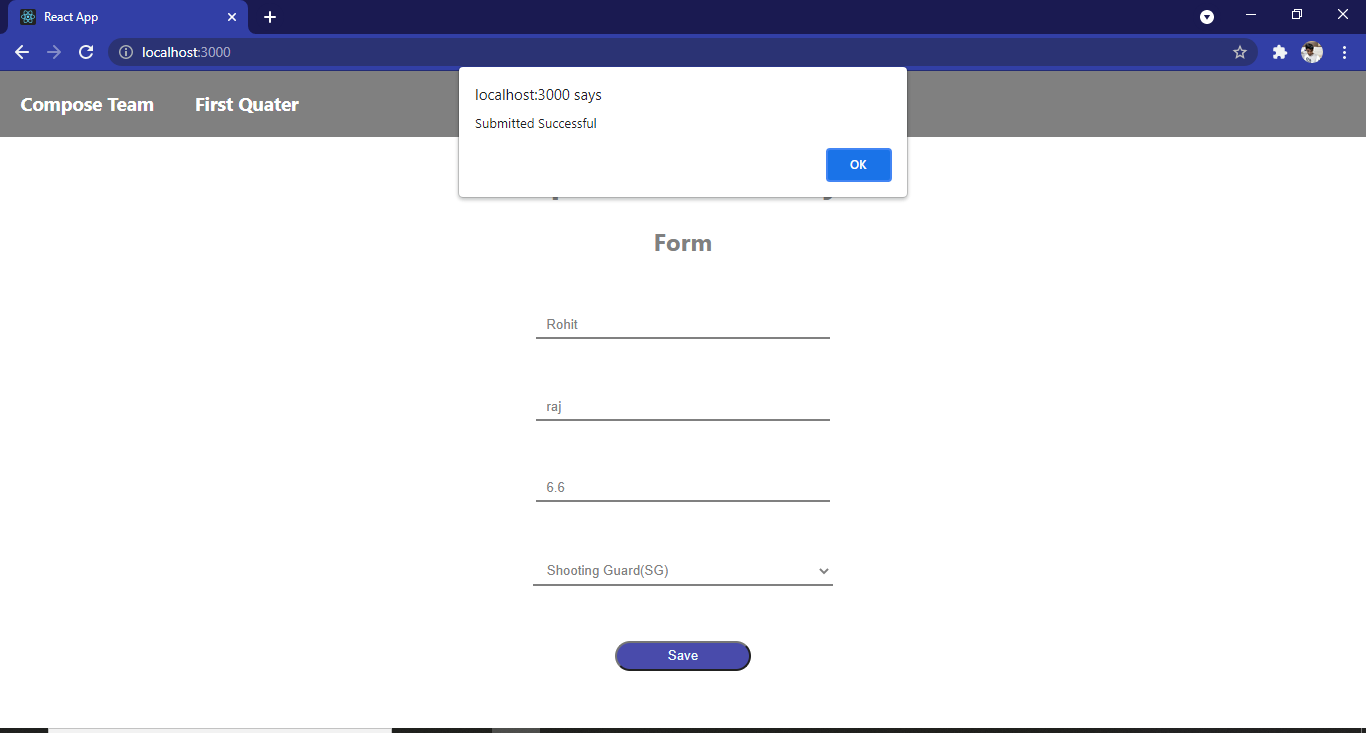 React App
localhost:3000
Compose Team First Quater
localhost:3000 says
Submitted Successful
OK
Form
Rohit
raj
6.6
Shooting Guard(SG)
Save